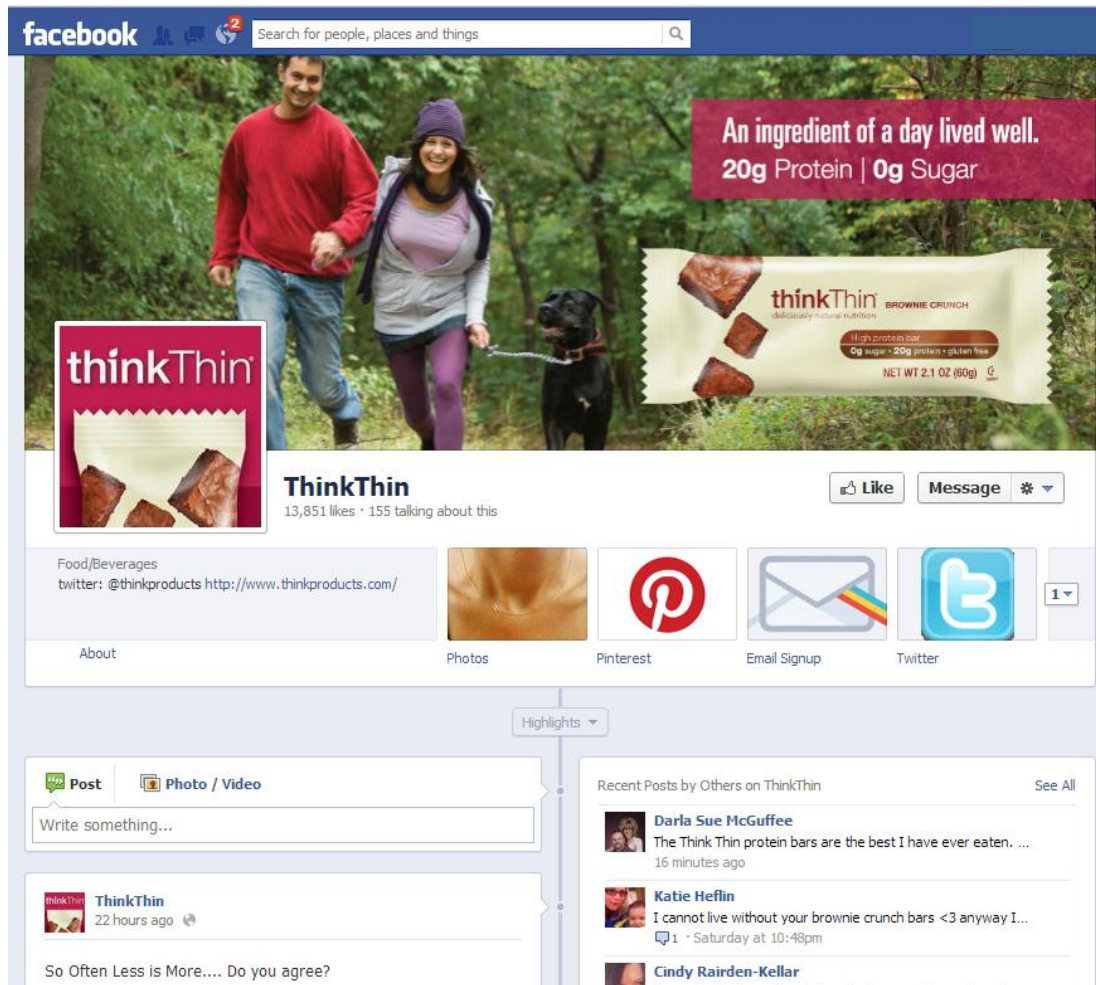 facebook
2
Search for people, places and things
An ingredient of a day lived well.
20g Protein | 0g Sugar
thinkThin® BROWNIE CRUNCH
deliciously natural nutrition
High protein bar
0g sugar • 20g protein • gluten free
NET WT 2.1 OZ (60g)
thinkThin®
ThinkThin
13,851 likes · 155 talking about this
Like
Message
Food/Beverages
twitter: @thinkproducts http://www.thinkproducts.com/
1
About
Photos
Pinterest
Email Signup
Twitter
Highlights
Post
Photo / Video
Write something...
thinkThin
ThinkThin
22 hours ago
So Often Less is More.... Do you agree?
Recent Posts by Others on ThinkThin
See All
Darla Sue McGuffee
The Think Thin protein bars are the best I have ever eaten. ...
16 minutes ago
Katie Heflin
I cannot live without your brownie crunch bars <3 anyway I...
1 · Saturday at 10:48pm
Cindy Rairden-Kellar